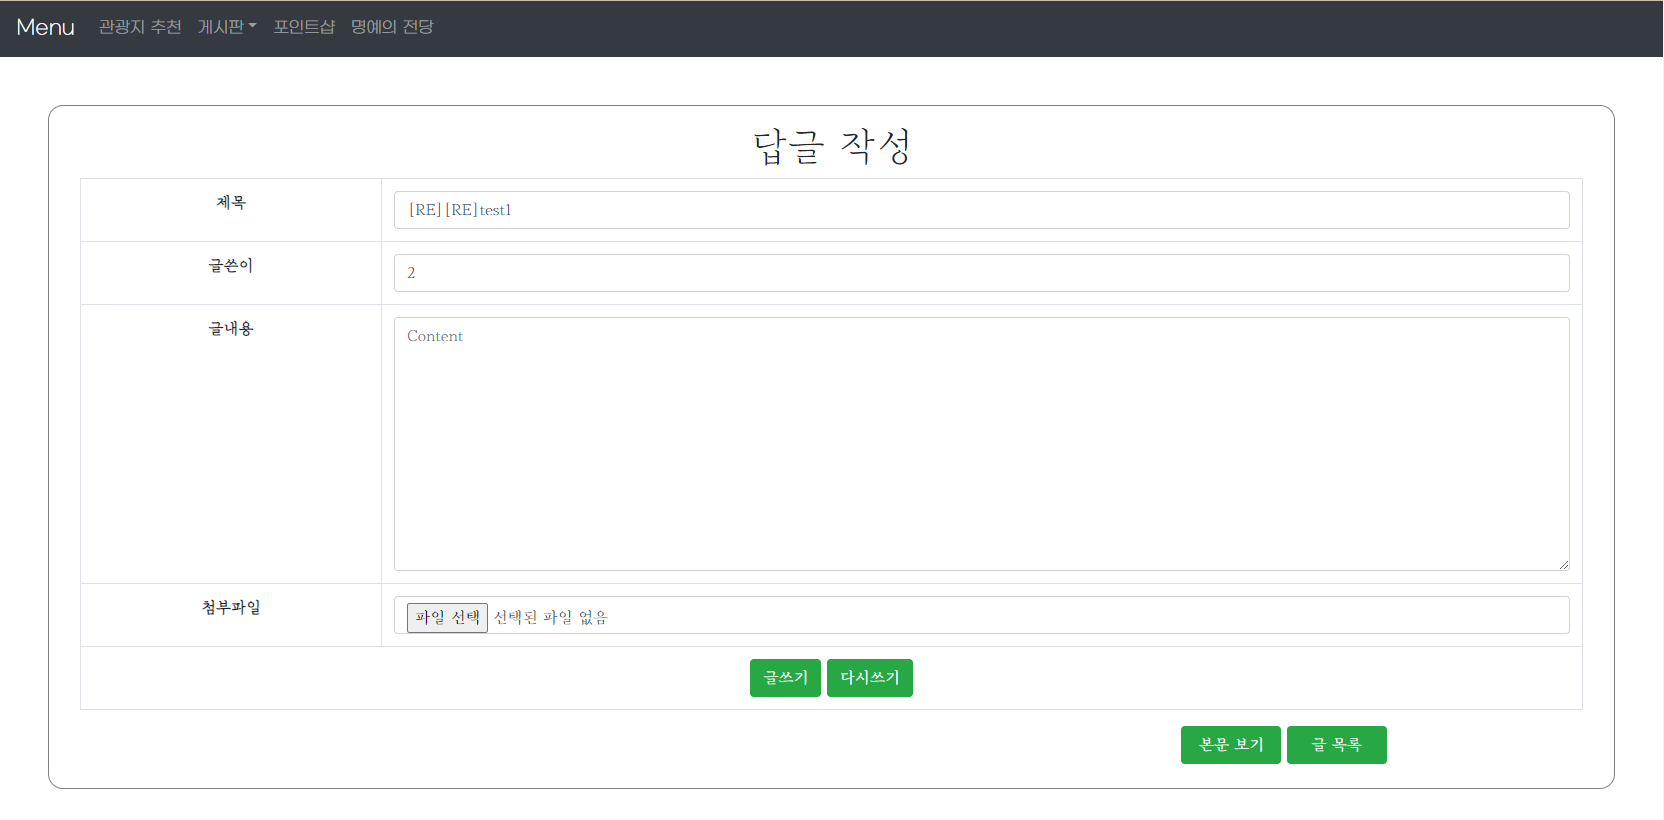 Menu 관광지 추천 게시판 포인트샵 명예의 전당
답글 작성
제목 [RE][RE]test1
글쓴이 2
글내용 Content
첨부파일 파일 선택 선택된 파일 없음
글쓰기 다시쓰기
본문 보기 글 목록